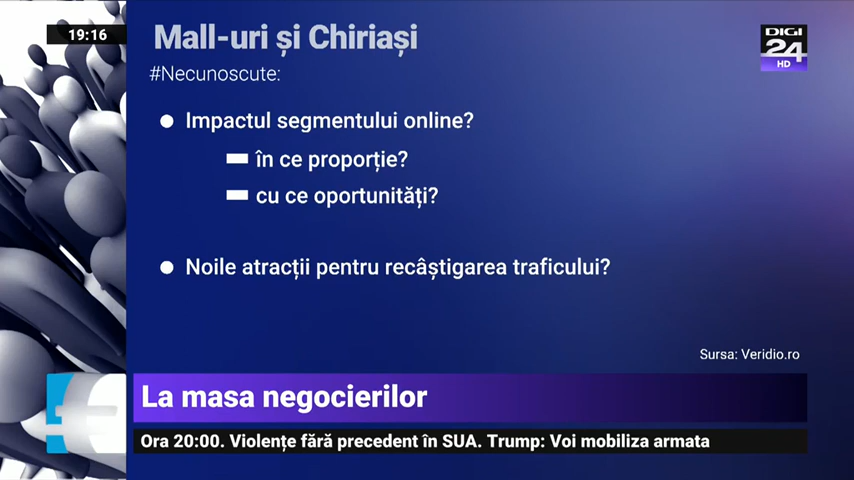 19:16
Mall-uri și Chiriași
DIGI
24
HD
#Necunoscute:
Impactul segmentului online?
în ce proporție?
cu ce oportunități?
Noile atracții pentru recâștigarea traficului?
Sursa: Veridio.ro
La masa negocierilor
Ora 20:00. Violențe fără precedent în SUA. Trump: Voi mobiliza armata